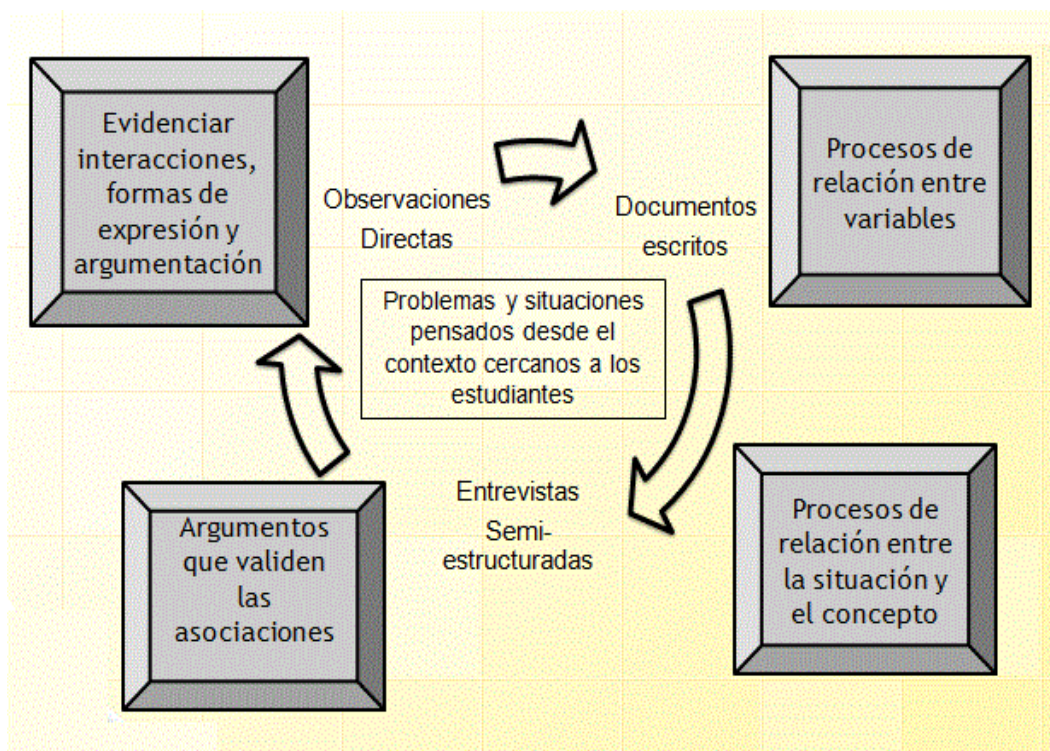 Evidenciar
interacciones,
formas de
expresión y
argumentación
Observaciones
Directas
Documentos
escritos
Procesos de
relación entre
variables
Problemas y situaciones
pensados desde el
contexto cercanos a los
estudiantes
Argumentos
que validen
las
asociaciones
Entrevistas
Semi-
estructuradas
Procesos de
relación entre
la situación y
el concepto